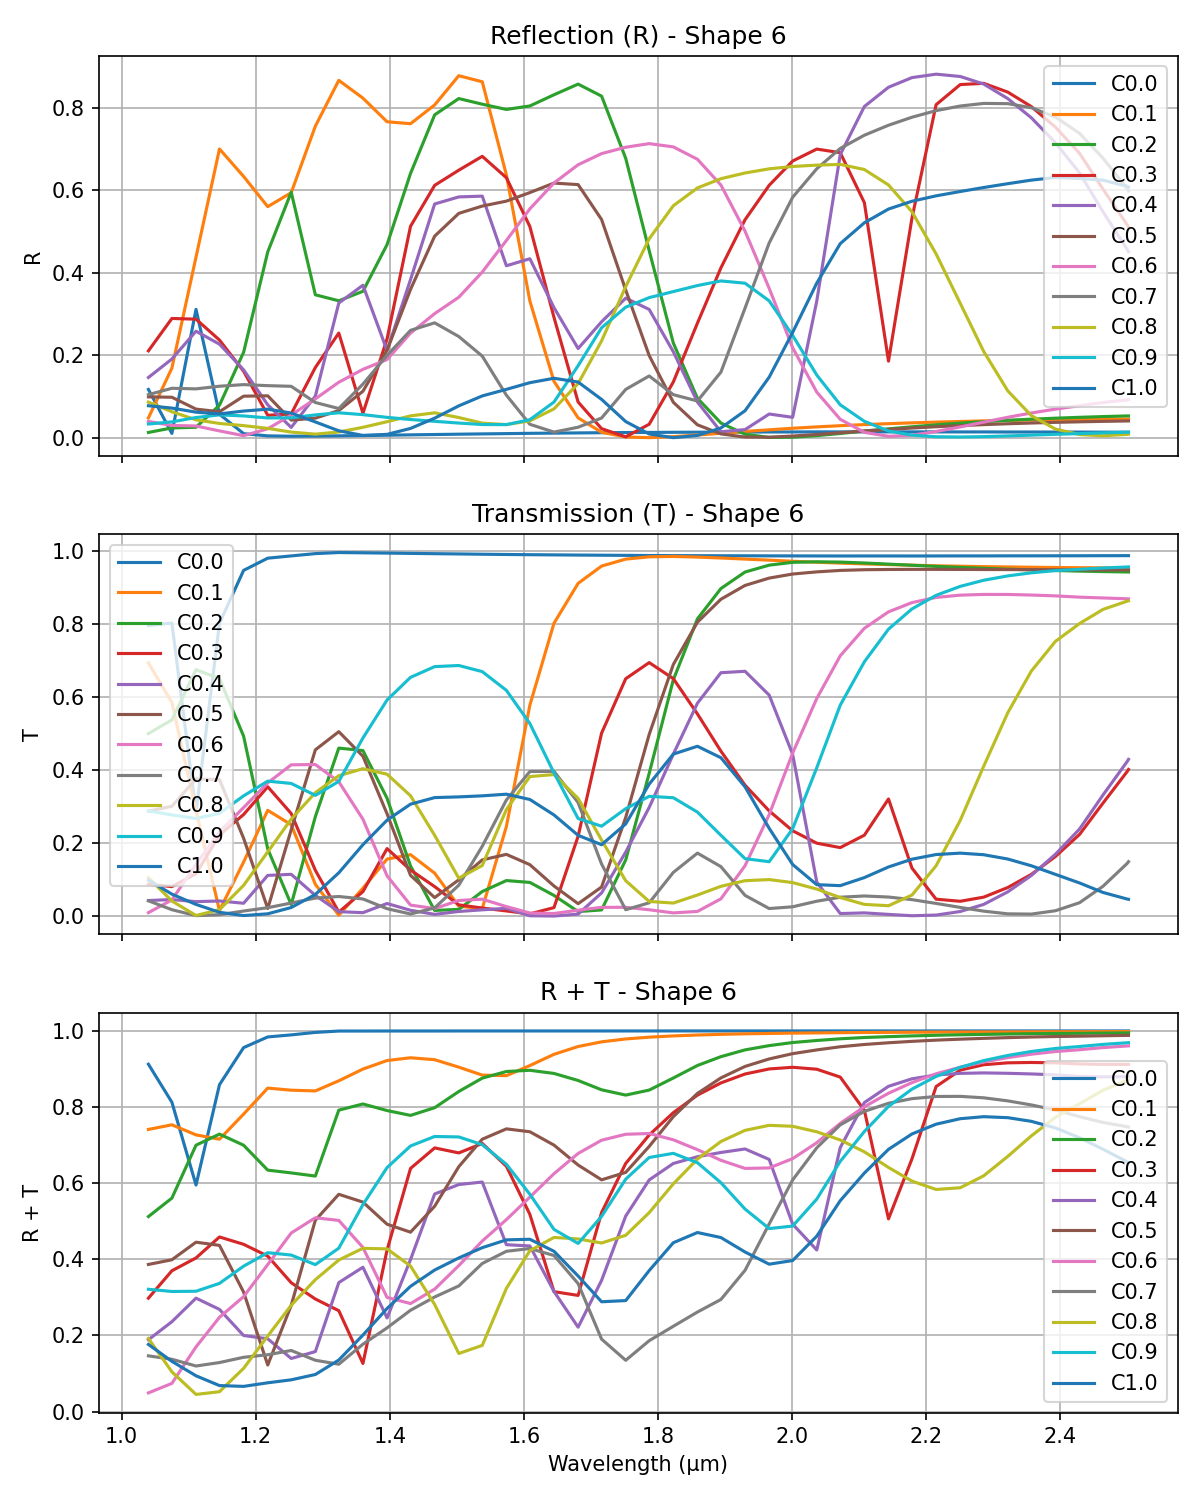 Reflection (R) - Shape 6
R
0.8
0.6
0.4
0.2
0.0
C0.0
C0.1
C0.2
C0.3
C0.4
C0.5
C0.6
C0.7
C0.8
C0.9
C1.0
Transmission (T) - Shape 6
T
1.0
0.8
0.6
0.4
0.2
0.0
C0.0
C0.1
C0.2
C0.3
C0.4
C0.5
C0.6
C0.7
C0.8
C0.9
C1.0
R + T - Shape 6
R + T
1.0
0.8
0.6
0.4
0.2
0.0
C0.0
C0.1
C0.2
C0.3
C0.4
C0.5
C0.6
C0.7
C0.8
C0.9
C1.0
1.0 1.2 1.4 1.6 1.8 2.0 2.2 2.4
Wavelength (μm)